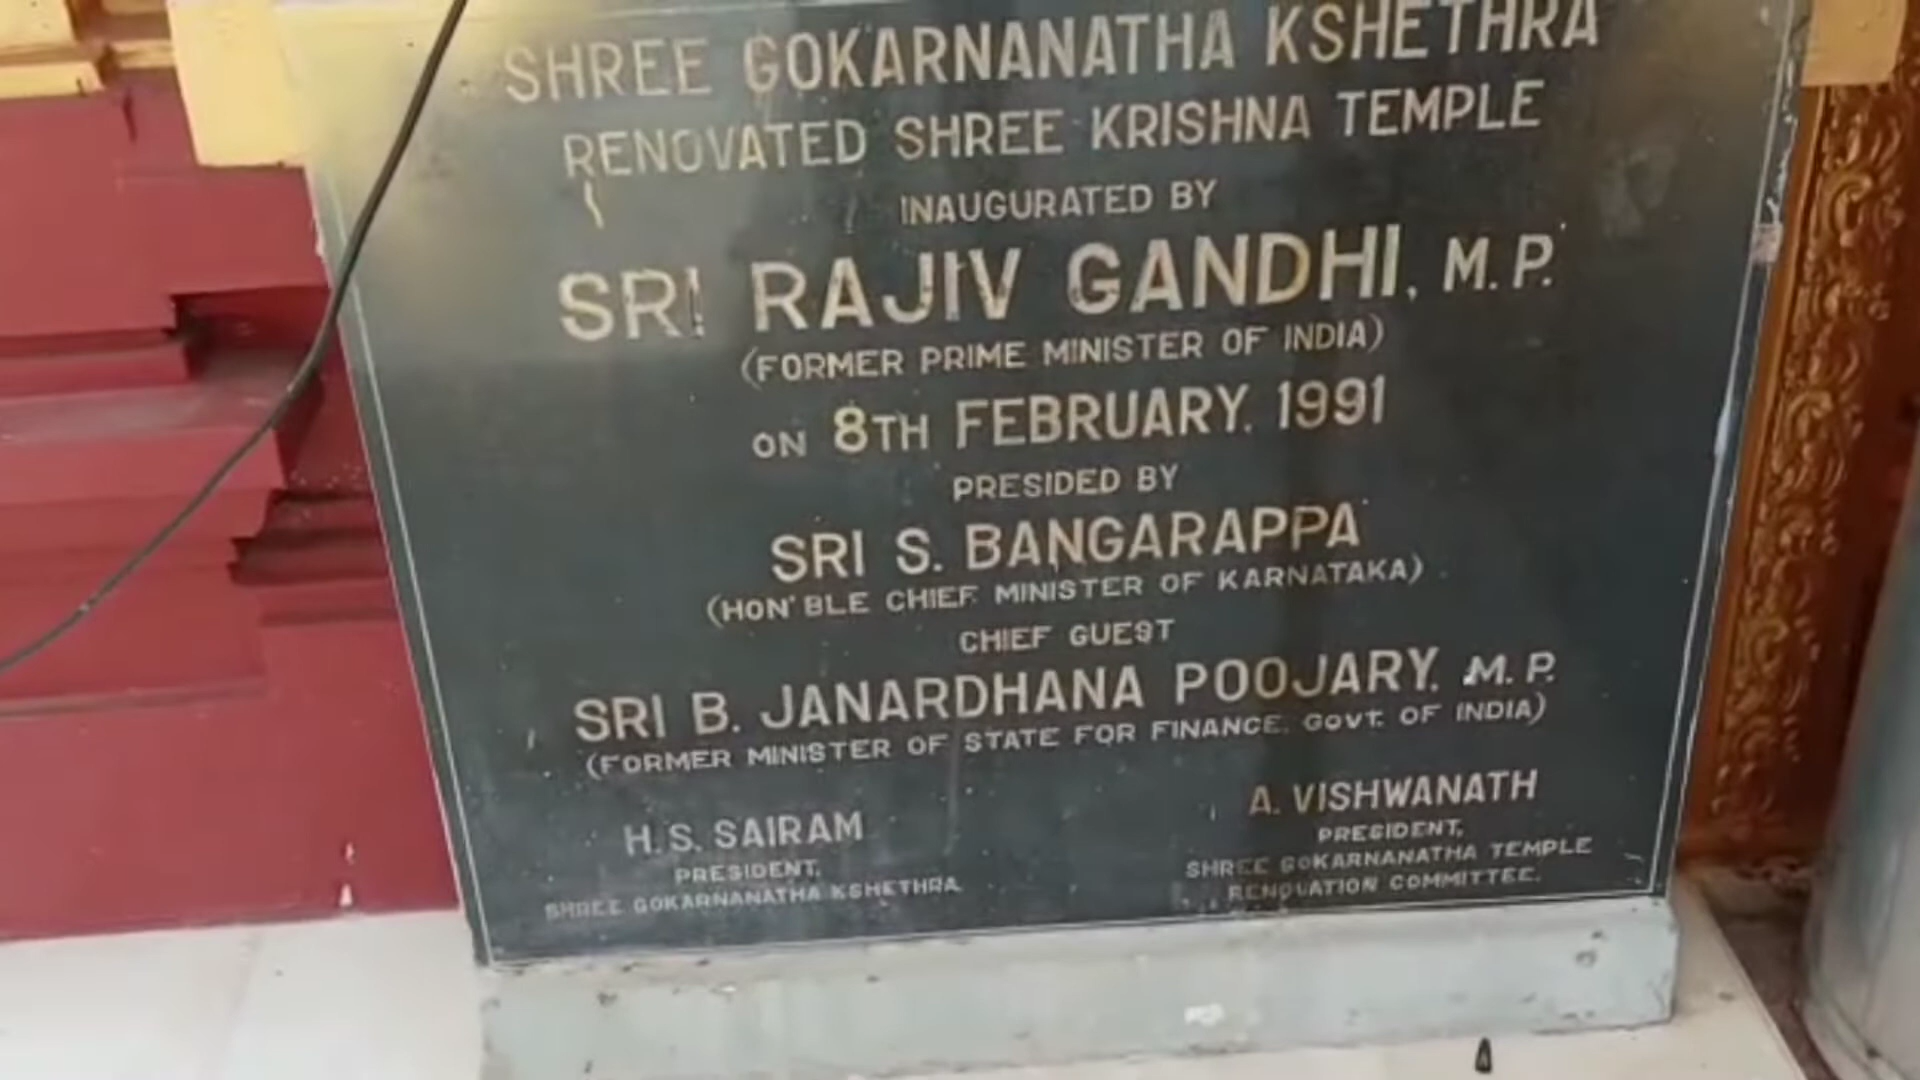 SHREE GOKARNANATHA KSHETHRA
RENOVATED SHREE KRISHNA TEMPLE
INAUGURATED BY
SRI RAJIV GANDHI, M. P.
(FORMER PRIME MINISTER OF INDIA)
ON 8TH FEBRUARY. 1991
PRESIDED BY
SRI S. BANGARAPPA
(HON'BLE CHIEF MINISTER OF KARNATAKA)
CHIEF GUEST
SRI B. JANARDHANA POOJARY. M. P.
(FORMER MINISTER OF STATE FOR FINANCE. GOVT. OF INDIA)
H. S. SAIRAM
PRESIDENT,
SHREE GOKARNANATHA KSHETHRA
A. VISHWANATH
PRESIDENT,
SHREE GOKARNANATHA TEMPLE
RENOVATION COMMITTEE.